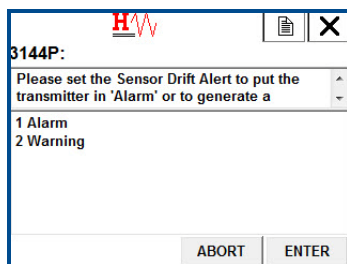 H
3144P:
Please set the Sensor Drift Alert to put the
transmitter in 'Alarm' or to generate a
1 Alarm
2 Warning
ABORT ENTER